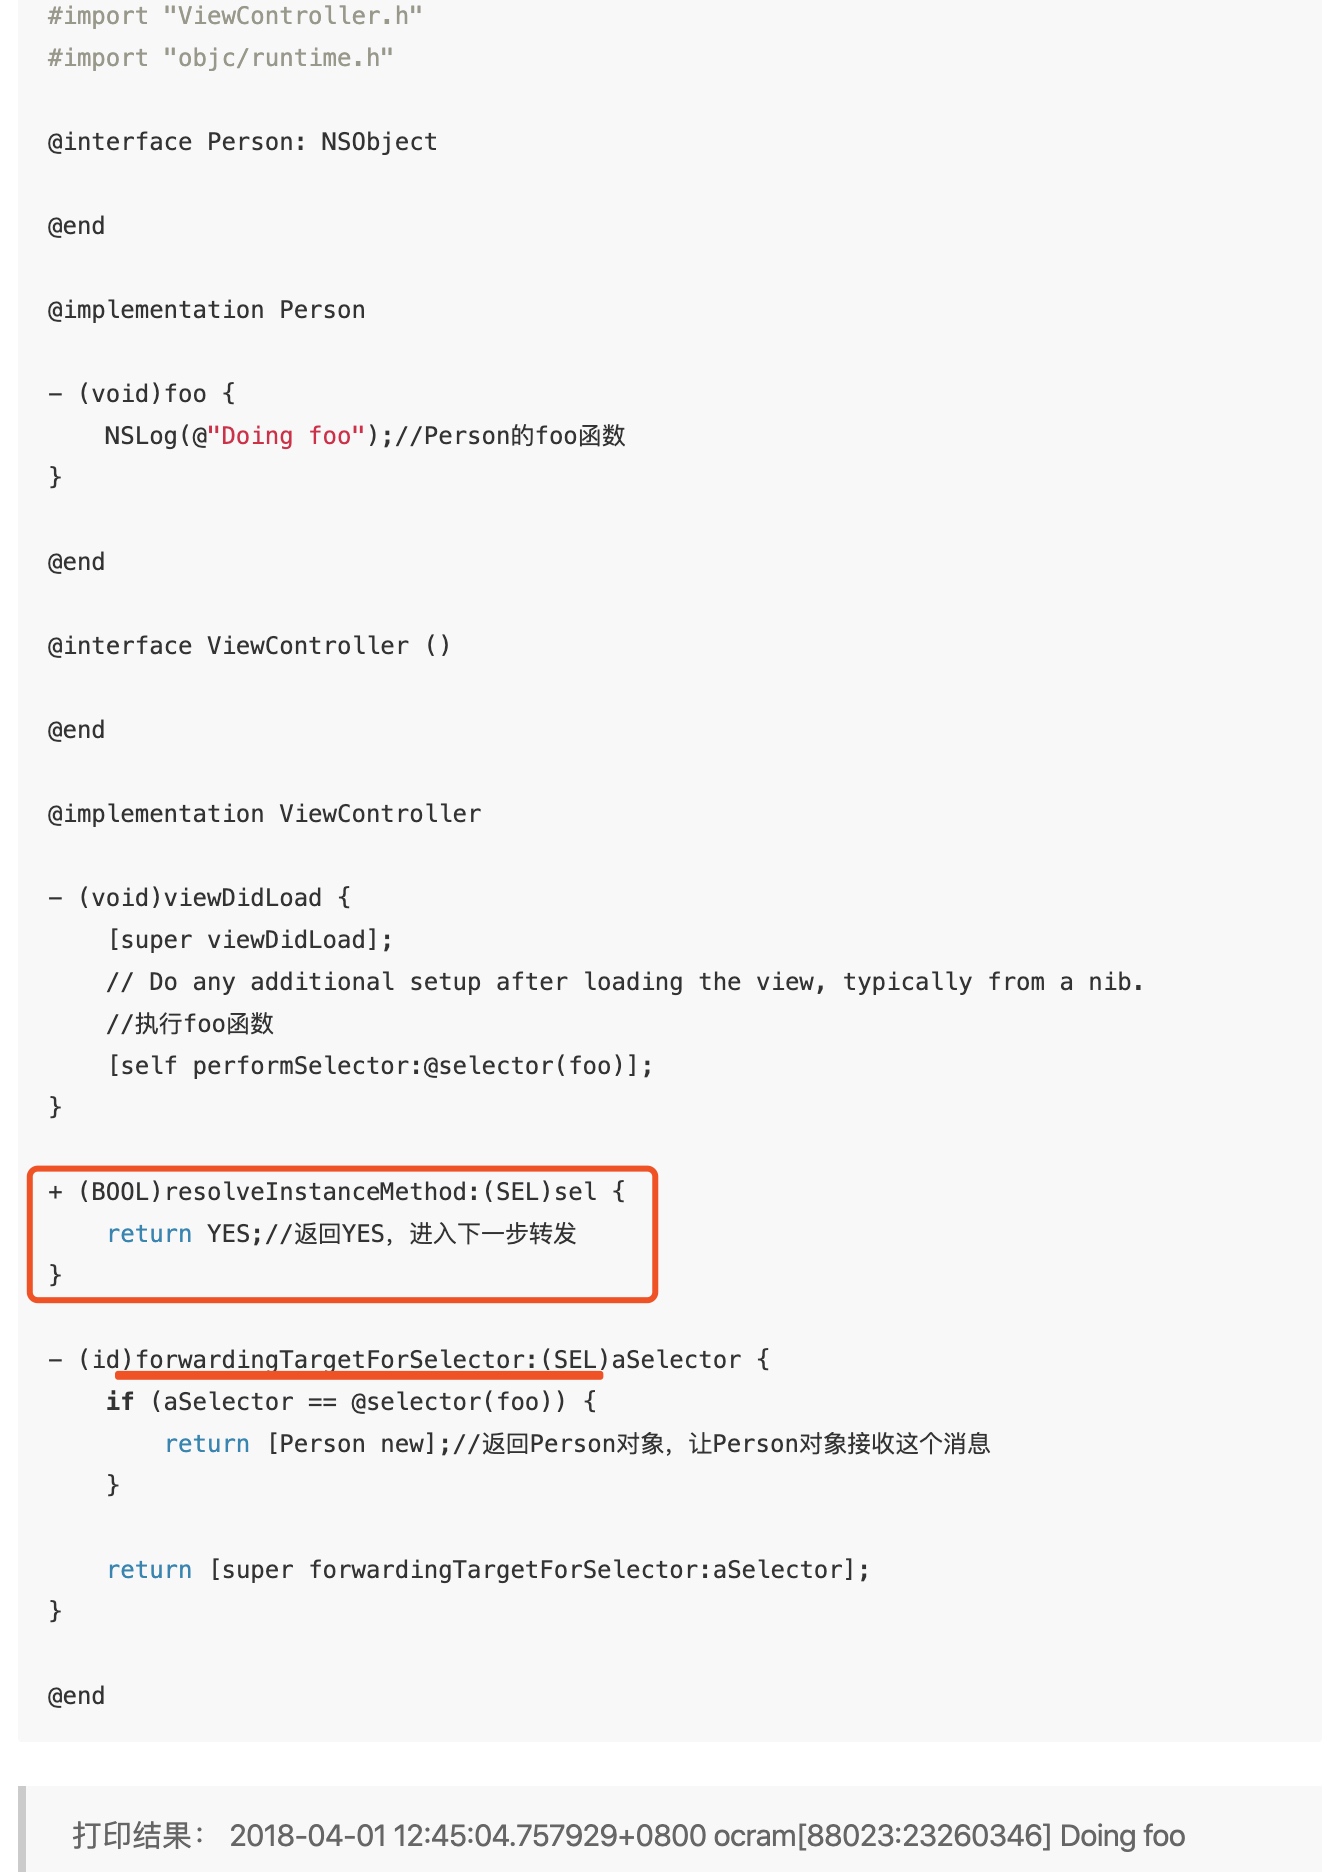 #import "ViewController.h"
#import "objc/runtime.h"
@interface Person: NSObject
@end
@implementation Person
- (void)foo {
    NSLog(@"Doing foo");//Person的foo函数
}
@end
@interface ViewController ()
@end
@implementation ViewController
- (void)viewDidLoad {
    [super viewDidLoad];
    // Do any additional setup after loading the view, typically from a nib.
    //执行foo函数
    [self performSelector:@selector(foo)];
}
+ (BOOL)resolveInstanceMethod:(SEL)sel {
    return YES;//返回YES，进入下一步转发
}
- (id)forwardingTargetForSelector:(SEL)aSelector {
    if (aSelector == @selector(foo)) {
        return [Person new];//返回Person对象，让Person对象接收这个消息
    }
    return [super forwardingTargetForSelector:aSelector];
}
@end
打印结果： 2018-04-01 12:45:04.757929+0800 ocram[88023:23260346] Doing foo